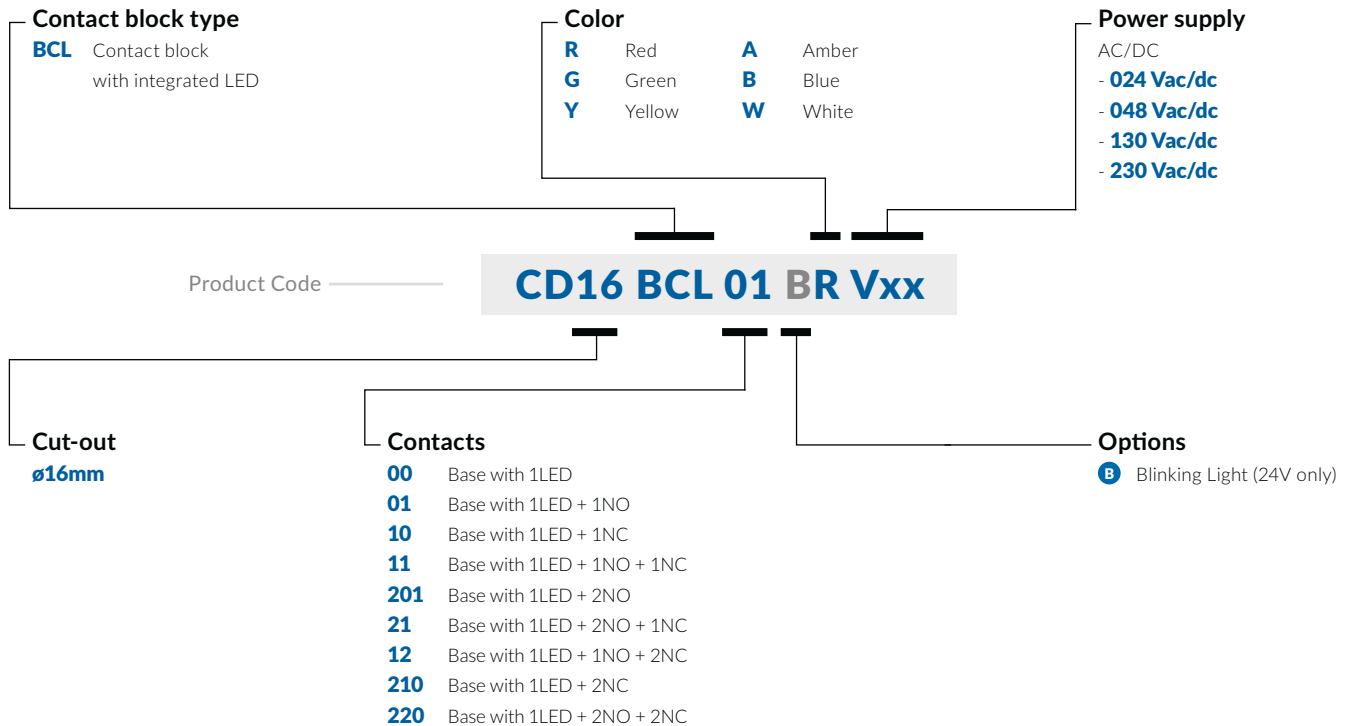 Contact block type
BCL Contact block
with integrated LED
Color
R Red A Amber
G Green B Blue
Y Yellow W White
Power supply
AC/DC
- 024 Vac/dc
- 048 Vac/dc
- 130 Vac/dc
- 230 Vac/dc
Product Code
CD16 BCL 01 BR Vxx
Cut-out
ø16mm
Contacts
00 Base with 1LED
01 Base with 1LED + 1NO
10 Base with 1LED + 1NC
11 Base with 1LED + 1NO + 1NC
201 Base with 1LED + 2NO
21 Base with 1LED + 2NO + 1NC
12 Base with 1LED + 1NO + 2NC
210 Base with 1LED + 2NC
220 Base with 1LED + 2NO + 2NC
Options
B Blinking Light (24V only)